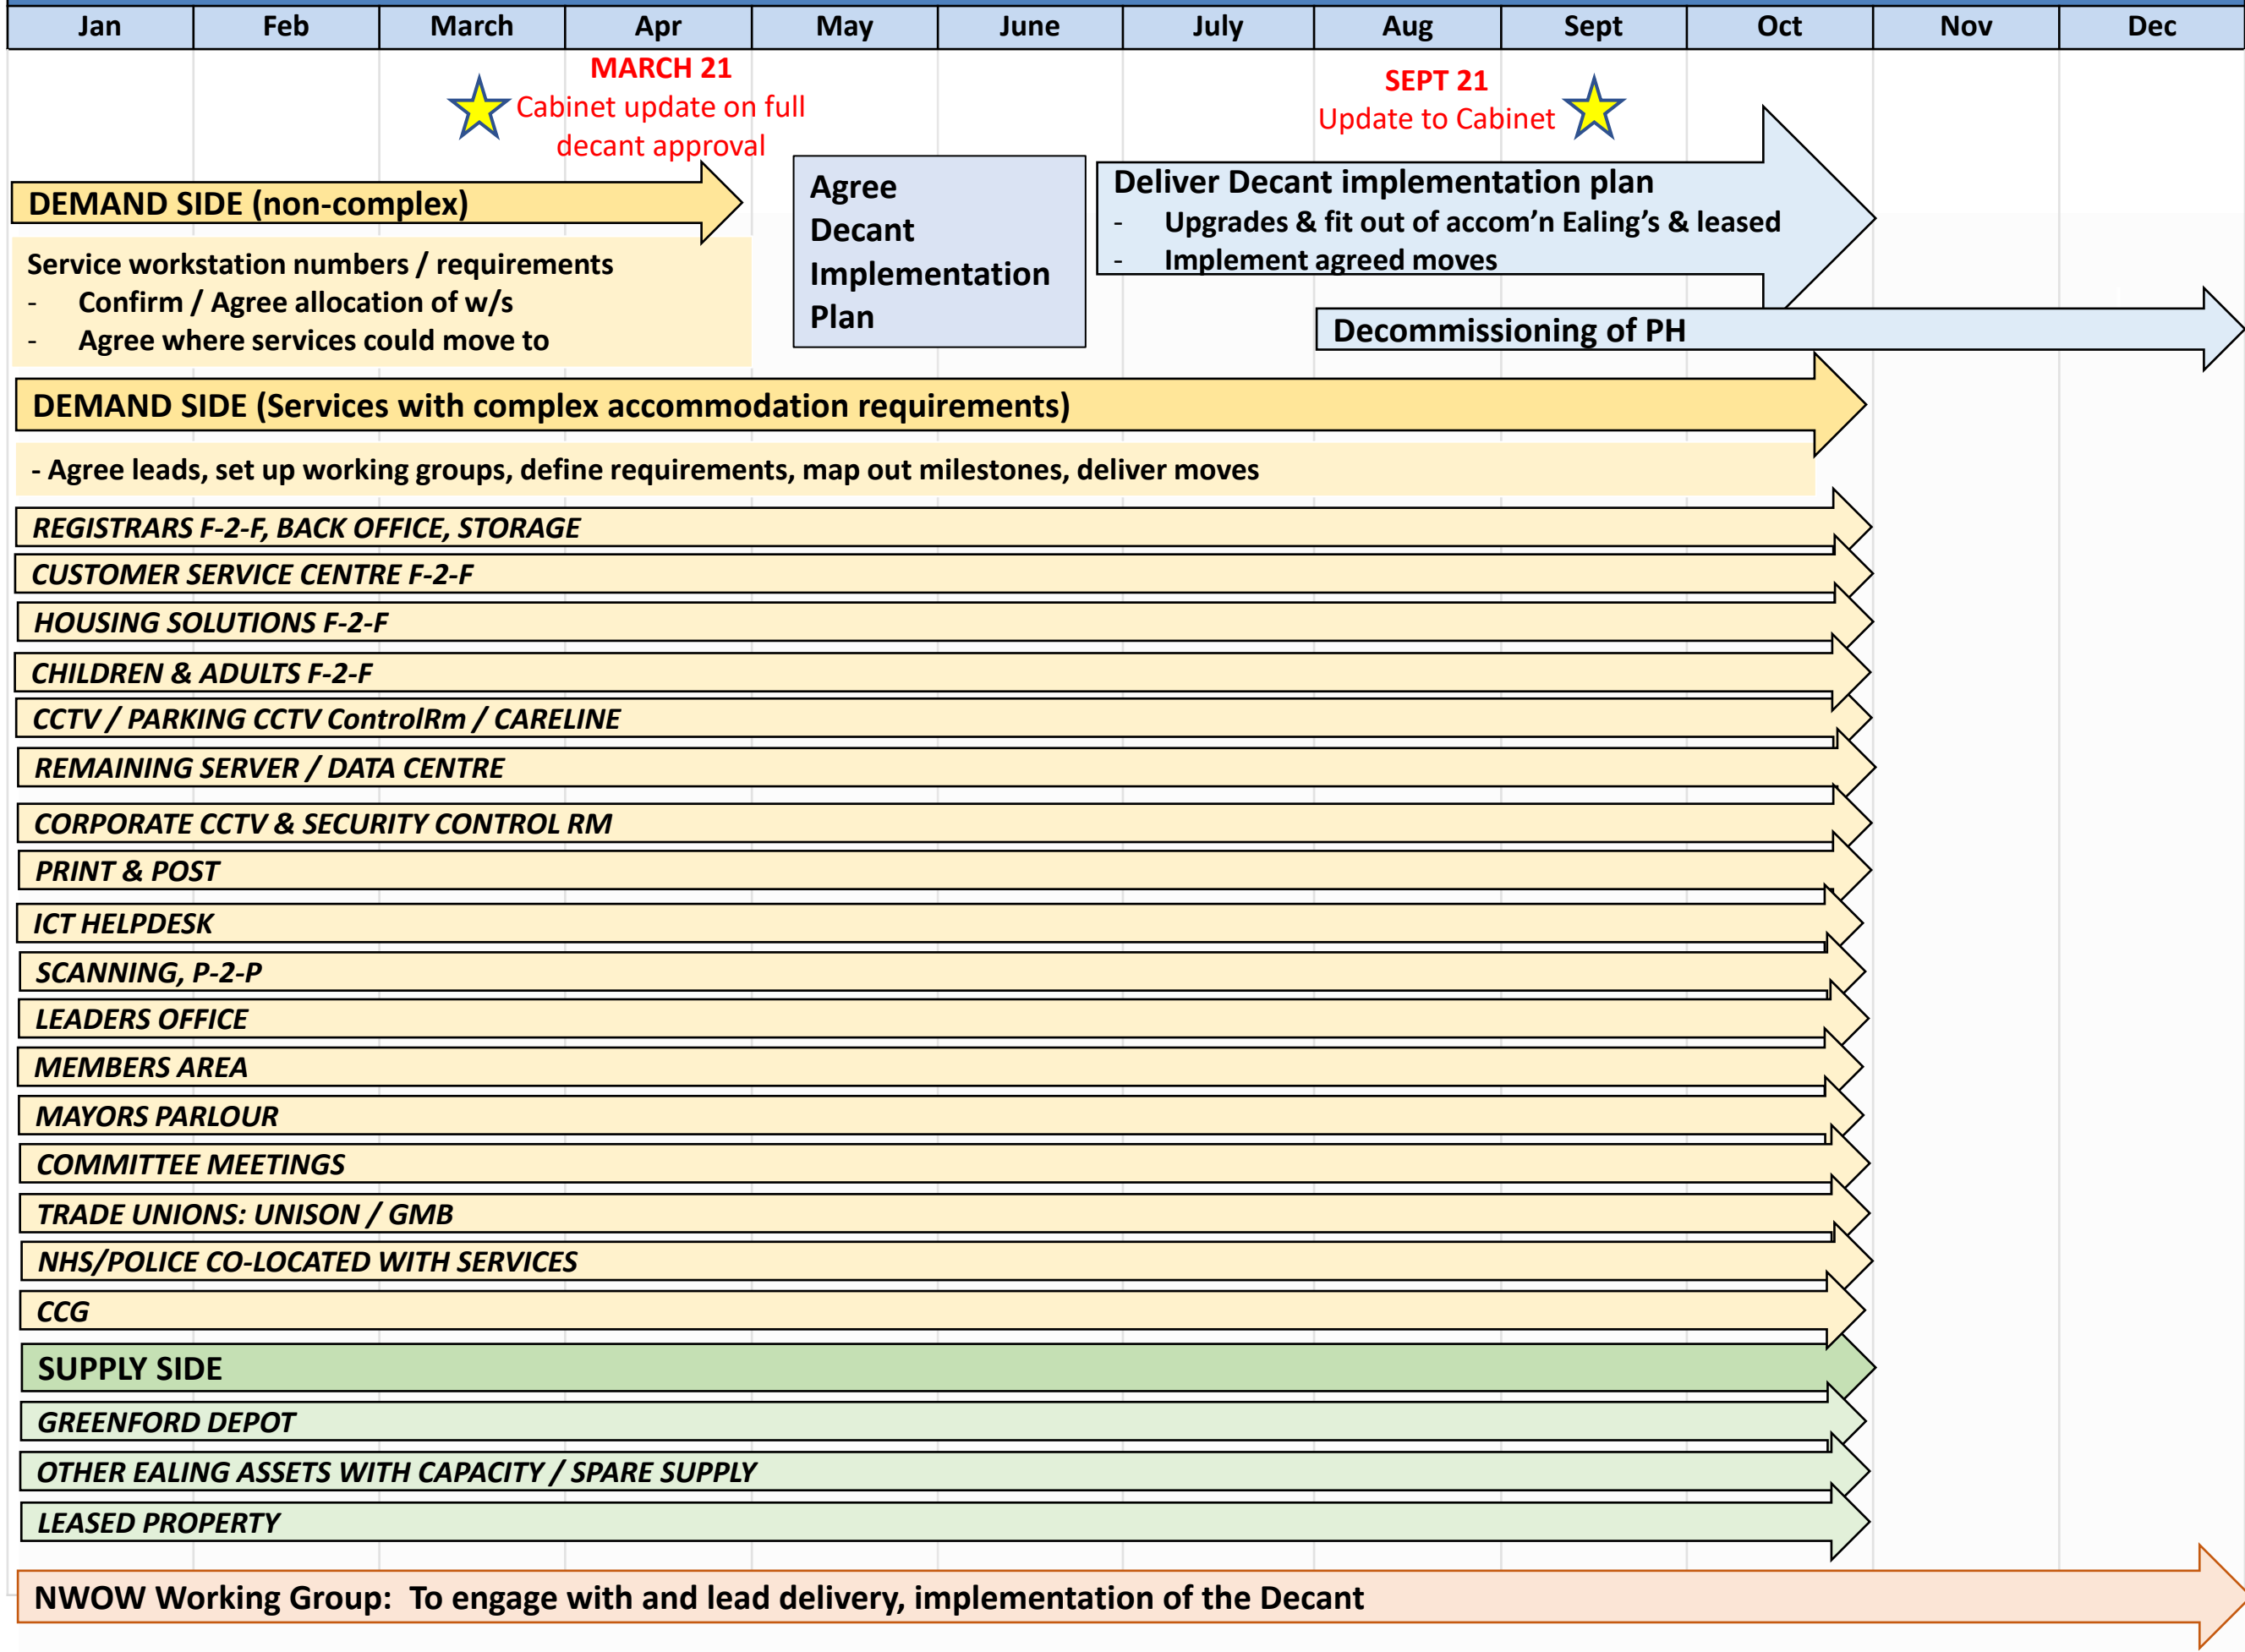 Jan Feb March Apr May June July Aug Sept Oct Nov Dec
MARCH 21
Cabinet update on full
decant approval
SEPT 21
Update to Cabinet
DEMAND SIDE (non-complex)
Service workstation numbers / requirements
- Confirm / Agree allocation of w/s
- Agree where services could move to
Agree
Decant
Implementation
Plan
Deliver Decant implementation plan
- Upgrades & fit out of accom’n Ealing’s & leased
- Implement agreed moves
Decommissioning of PH
DEMAND SIDE (Services with complex accommodation requirements)
- Agree leads, set up working groups, define requirements, map out milestones, deliver moves
REGISTRARS F-2-F, BACK OFFICE, STORAGE
CUSTOMER SERVICE CENTRE F-2-F
HOUSING SOLUTIONS F-2-F
CHILDREN & ADULTS F-2-F
CCTV / PARKING CCTV ControlRm / CARELINE
REMAINING SERVER / DATA CENTRE
CORPORATE CCTV & SECURITY CONTROL RM
PRINT & POST
ICT HELPDESK
SCANNING, P-2-P
LEADERS OFFICE
MEMBERS AREA
MAYORS PARLOUR
COMMITTEE MEETINGS
TRADE UNIONS: UNISON / GMB
NHS/POLICE CO-LOCATED WITH SERVICES
CCG
SUPPLY SIDE
GREENFORD DEPOT
OTHER EALING ASSETS WITH CAPACITY / SPARE SUPPLY
LEASED PROPERTY
NWOW Working Group: To engage with and lead delivery, implementation of the Decant